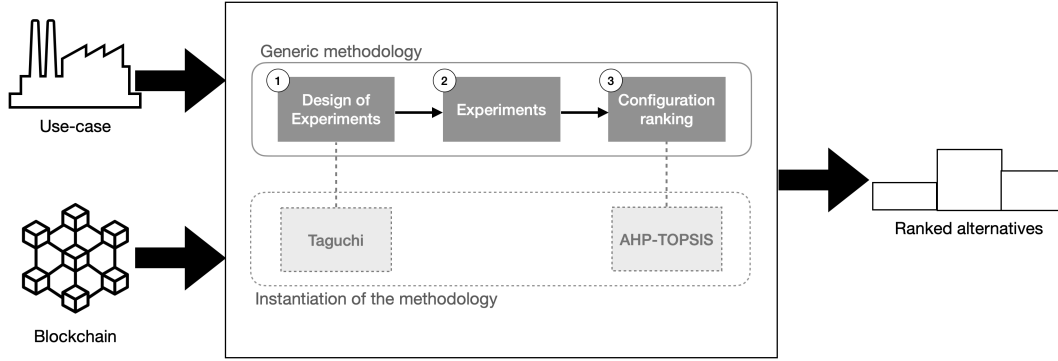 Generic methodology
1
Design of
Experiments
2
Experiments
3
Configuration
ranking
Use-case
Taguchi
AHP-TOPSIS
Instantiation of the methodology
Blockchain
Ranked alternatives